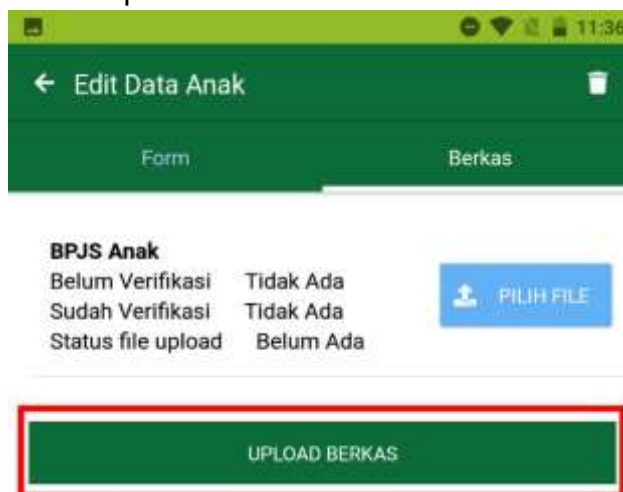 11:36
Edit Data Anak
Form Berkas
BPJS Anak
Belum Verifikasi Tidak Ada
Sudah Verifikasi Tidak Ada
PILIH FILE
Status file upload Belum Ada
UPLOAD BERKAS